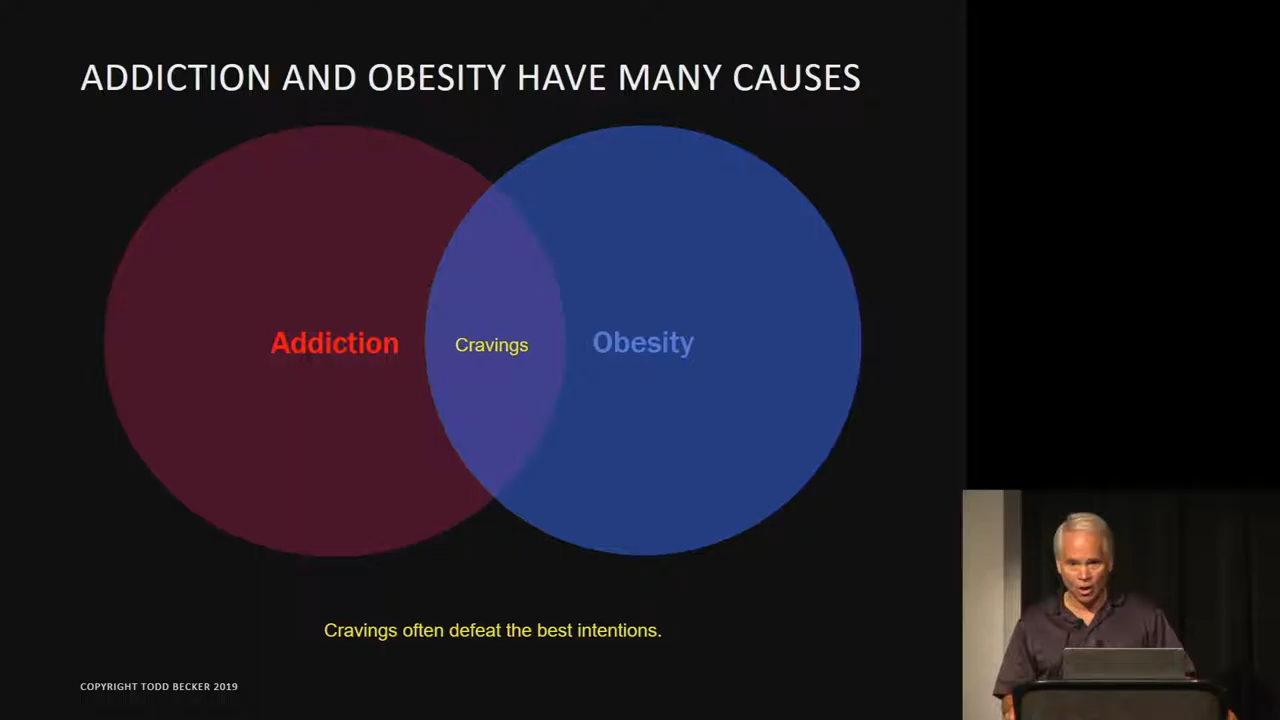 ADDICTION AND OBESITY HAVE MANY CAUSES
Addiction
Cravings
Obesity
Cravings often defeat the best intentions.
COPYRIGHT TODD BECKER 2019